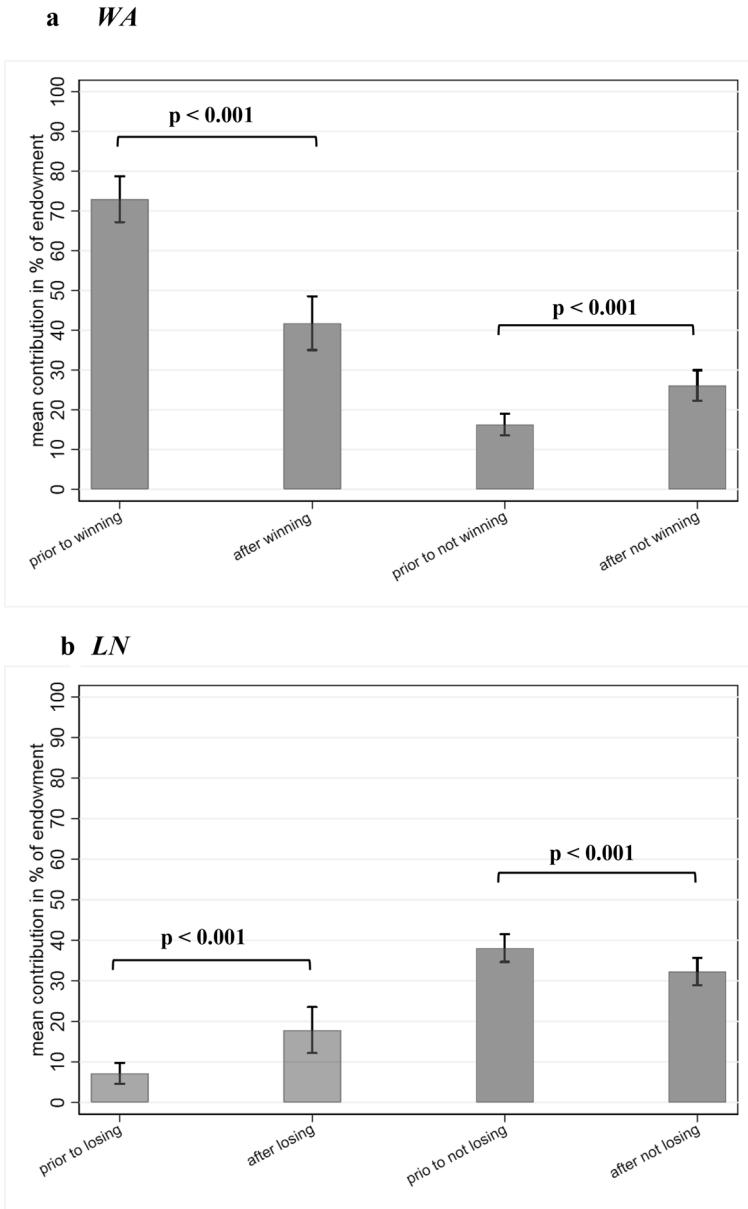 a WA
mean contribution in % of endowment
100
90
80
70
60
50
40
30
20
10
0
p < 0.001
p < 0.001
prior to winning
after winning
prior to not winning
after not winning
b LN
mean contribution in % of endowment
100
90
80
70
60
50
40
30
20
10
0
p < 0.001
p < 0.001
prior to losing
after losing
prio to not losing
after not losing